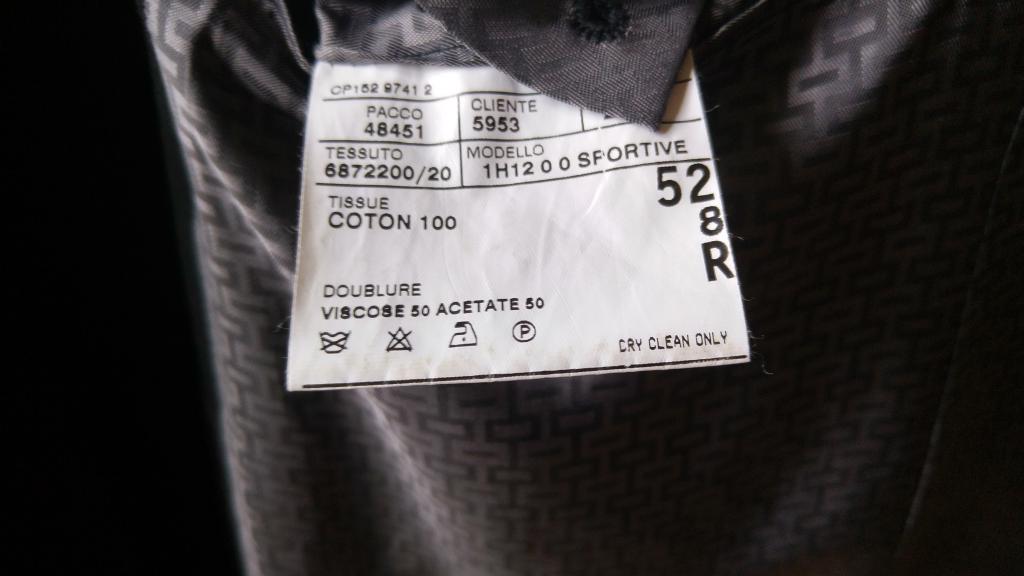 CP152 9741 2
PACCO CLIENTE
48451 5953
TESSUTO MODELLO
6872200/20 1H12 0 0 SPORTIVE
52
TISSUE
COTON 100
8
R
DOUBLURE
VISCOSE 50 ACETATE 50
P
DRY CLEAN ONLY